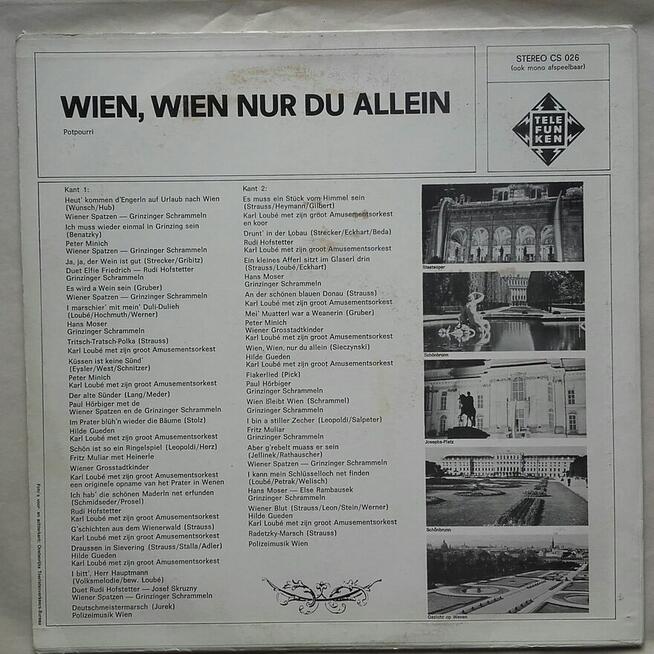 WIEN, WIEN NUR DU ALLEIN
Potpourri
STEREO CS 026
(ook mono afspeelbaar)
TELE
FUN
KEN
Kant 1:
Heut' kommen d'Engerln auf Urlaub nach Wien
(Wunsch/Hub)
Wiener Spatzen — Grinzinger Schrammeln
Ich muss wieder einmal in Grinzing sein
(Benatzky)
Peter Minich
Wiener Spatzen — Grinzinger Schrammeln
Ja, ja, der Wein ist gut (Strecker/Gribitz)
Duet Elfie Friedrich — Rudi Hofstetter
Grinzinger Schrammeln
Es wird a Wein sein (Gruber)
Wiener Spatzen — Grinzinger Schrammeln
I marschier' mit mein' Duli-Dulieh
(Loubé/Hochmuth/Werner)
Hans Moser
Grinzinger Schrammeln
Tritsch-Tratsch-Polka (Strauss)
Karl Loubé met zijn groot Amusementsorkest
Küssen ist keine Sünd'
(Eysler/West/Schnitzer)
Peter Minich
Karl Loubé met zijn groot Amusementsorkest
Der alte Sünder (Lang/Meder)
Paul Hörbiger met de
Wiener Spatzen en de Grinzinger Schrammeln
Im Prater blüh'n wieder die Bäume (Stolz)
Hilde Gueden
Karl Loubé met zijn groot Amusementsorkest
Schön ist so ein Ringelspiel (Leopoldi/Herz)
Fritz Muliar met Heinerle
Wiener Grosstadtkinder
Karl Loubé met zijn groot Amusementsorkest
een originele opname van het Prater in Wenen
Ich hab' die schönen Maderln net erfunden
(Schmidseder/Prosel)
Rudi Hofstetter
Karl Loubé met zijn groot Amusementsorkest
G'schichten aus dem Wienerwald (Strauss)
Karl Loubé met zijn groot Amusementsorkest
Draussen in Sievering (Strauss/Stalla/Adler)
Hilde Gueden
Karl Loubé met zijn groot Amusementsorkest
I bitt', Herr Hauptmann
(Volksmelodie/bew. Loubé)
Duet Rudi Hofstetter — Josef Skruzny
Wiener Spatzen — Grinzinger Schrammeln
Deutschmeistermarsch (Jurek)
Polizeimusik Wien
Kant 2:
Es muss ein Stück vom Himmel sein
(Strauss/Heymann/Gilbert)
Karl Loubé met zijn groot Amusementsorkest
en koor
Drunt' in der Lobau (Strecker/Eckhart/Beda)
Rudi Hofstetter
Karl Loubé met zijn groot Amusementsorkest
Ein kleines Afferl sitzt im Glaserl drin
(Strauss/Loubé/Eckhart)
Hans Moser
Grinzinger Schrammeln
An der schönen blauen Donau (Strauss)
Karl Loubé met zijn groot Amusementsorkest
Mei' Muatterl war a Weanerin (Gruber)
Peter Minich
Wiener Grosstadtkinder
Karl Loubé met zijn groot Amusementsorkest
Wien, Wien, nur du allein (Sieczynski)
Hilde Gueden
Karl Loubé met zijn groot Amusementsorkest
Fiakerlied (Pick)
Paul Hörbiger
Grinzinger Schrammeln
Wien bleibt Wien (Schrammel)
Grinzinger Schrammeln
I bin a stiller Zecher (Leopoldi/Salpeter)
Fritz Muliar
Grinzinger Schrammeln
Aber g'rebelt muass er sein
(Jellinek/Rathauscher)
Wiener Spatzen — Grinzinger Schrammeln
I kann mein Schlüsselloch net finden
(Loubé/Petrak/Welisch)
Hans Moser — Else Rambausek
Grinzinger Schrammeln
Wiener Blut (Strauss/Leon/Stein/Werner)
Hilde Gueden
Karl Loubé met zijn groot Amusementsorkest
Radetzky-Marsch (Strauss)
Polizeimusik Wien
Staatsoper
Schönbrunn
Josephs-Platz
Schönbrunn
Gezicht op Wenen
Foto's voor- en achterkant: Oostenrijks Toeristenverkeers-Bureau